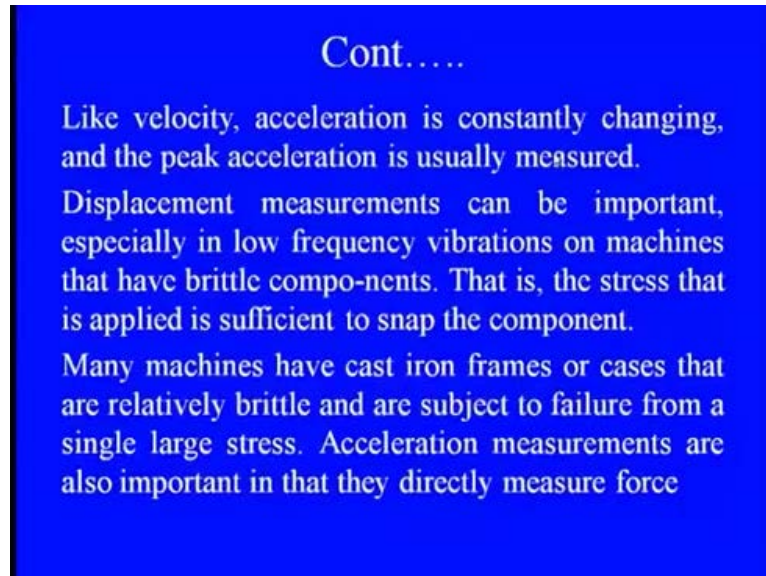 Cont…..
Like velocity, acceleration is constantly changing,
and the peak acceleration is usually measured.
Displacement measurements can be important,
especially in low frequency vibrations on machines
that have brittle compo-nents. That is, the stress that
is applied is sufficient to snap the component.
Many machines have cast iron frames or cases that
are relatively brittle and are subject to failure from a
single large stress. Acceleration measurements are
also important in that they directly measure force